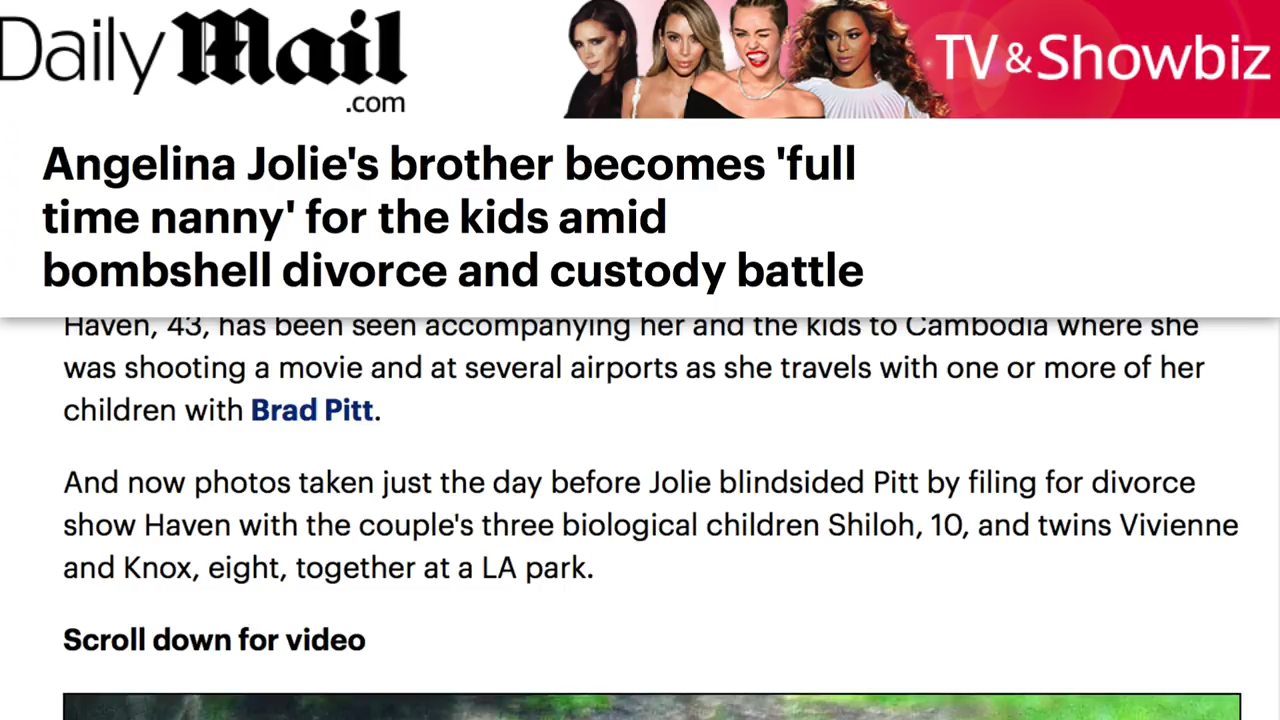 Daily Mail
.com
TV & Showbiz
Angelina Jolie's brother becomes 'full
time nanny' for the kids amid
bombshell divorce and custody battle
Haven, 43, has been seen accompanying her and the kids to Cambodia where she
was shooting a movie and at several airports as she travels with one or more of her
children with Brad Pitt.
And now photos taken just the day before Jolie blindsided Pitt by filing for divorce
show Haven with the couple's three biological children Shiloh, 10, and twins Vivienne
and Knox, eight, together at a LA park.
Scroll down for video